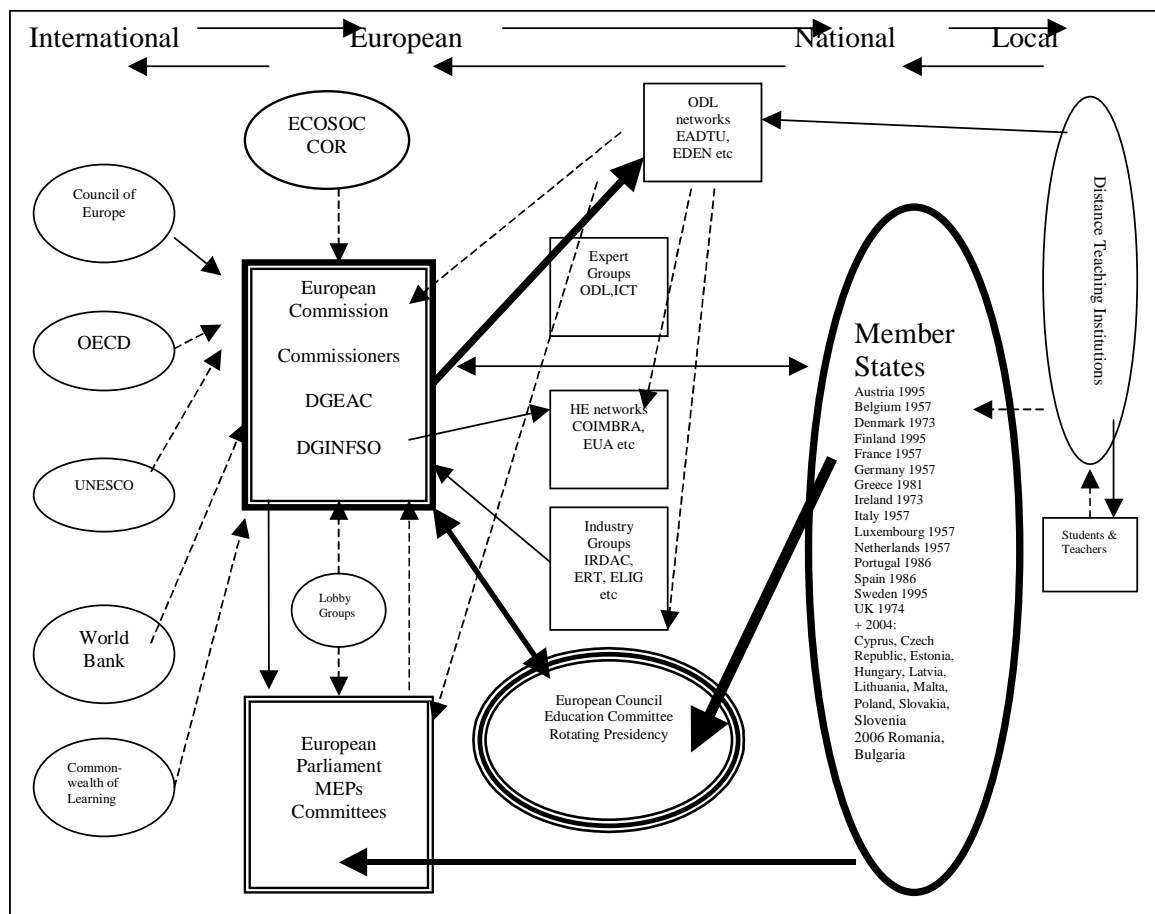 International
European
National
Local
ECOSOC
COR
ODL
networks
EADTU,
EDEN etc
Council of
Europe
Distance Teaching Institutions
Expert
Groups
ODL,ICT
European
Commission
Commissioners
DGEAC
DGINFSO
OECD
Member
States
Austria 1995
Belgium 1957
Denmark 1973
Finland 1995
France 1957
Germany 1957
Greece 1981
Ireland 1973
Italy 1957
Luxembourg 1957
Netherlands 1957
Portugal 1986
Spain 1986
Sweden 1995
UK 1974
+ 2004:
Cyprus, Czech
Republic, Estonia,
Hungary, Latvia,
Lithuania, Malta,
Poland, Slovakia,
Slovenia
2006 Romania,
Bulgaria
HE networks
COIMBRA,
EUA etc
UNESCO
Industry
Groups
IRDAC,
ERT, ELIG
etc
Students &
Teachers
Lobby
Groups
World
Bank
European Council
Education Committee
Rotating Presidency
European
Parliament
MEPs
Committees
Common-
wealth of
Learning